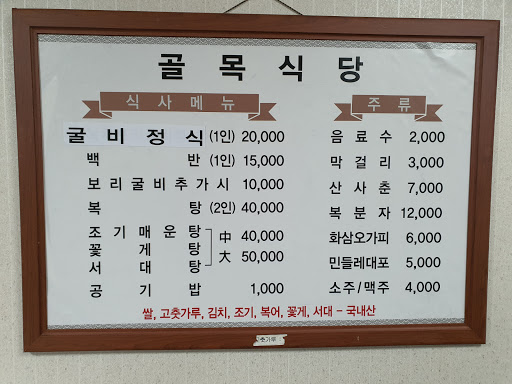 골목식당
식사메뉴
굴비정식 (1인) 20,000
백반 (1인) 15,000
보리굴비추가시 10,000
복탕 (2인) 40,000
조기매운탕
꽃게탕
서대탕
中 40,000
大 50,000
공기밥 1,000
주류
음료수 2,000
막걸리 3,000
산사춘 7,000
복분자 12,000
화삼오가피 6,000
민들레대포 5,000
소주/맥주 4,000
쌀, 고춧가루, 김치, 조기, 복어, 꽃게, 서대 - 국내산
고춧가루